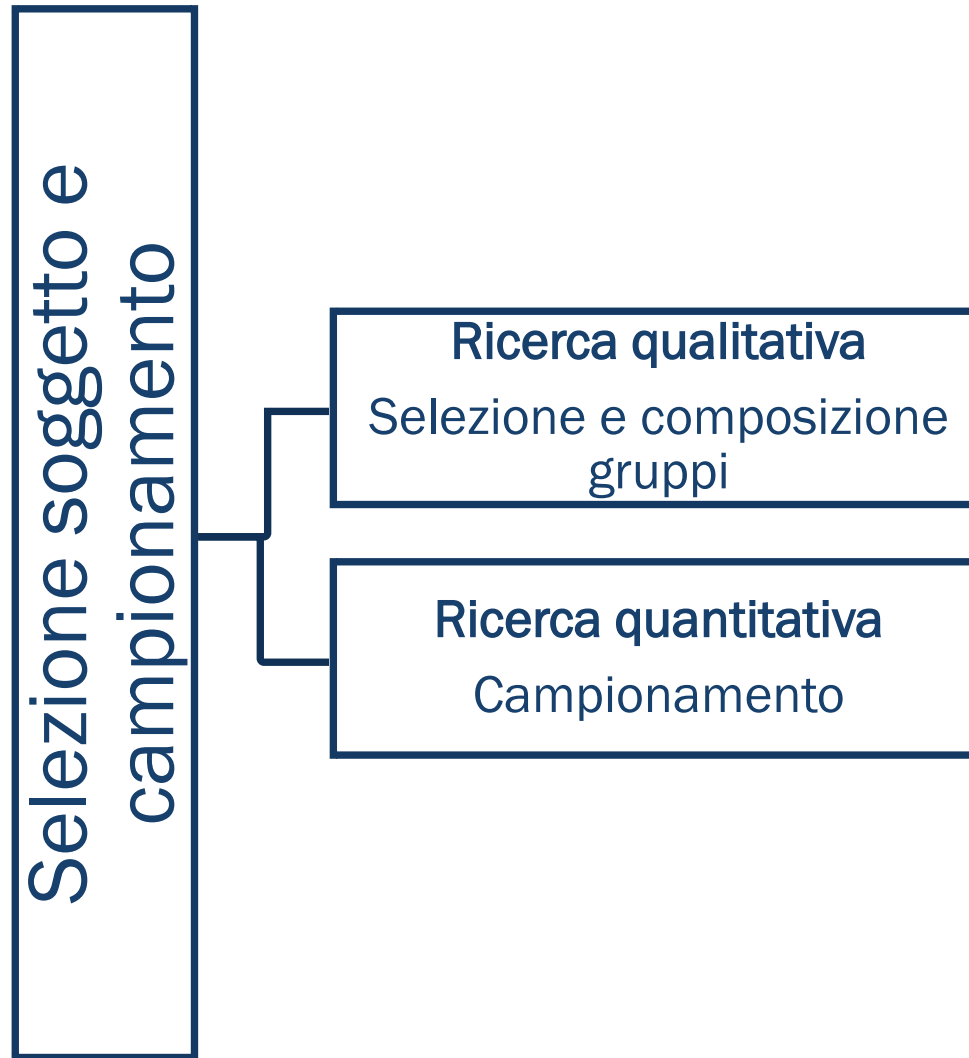 Selezione soggetto e
campionamento
Ricerca qualitativa
Selezione e composizione
gruppi
Ricerca quantitativa
Campionamento